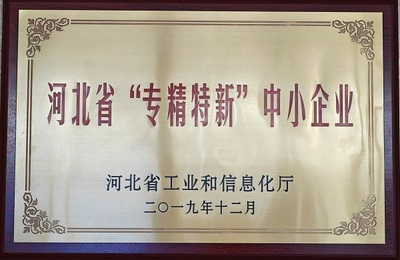 河北省“专精特新”中小企业
河北省工业和信息化厅
二〇一九年十二月